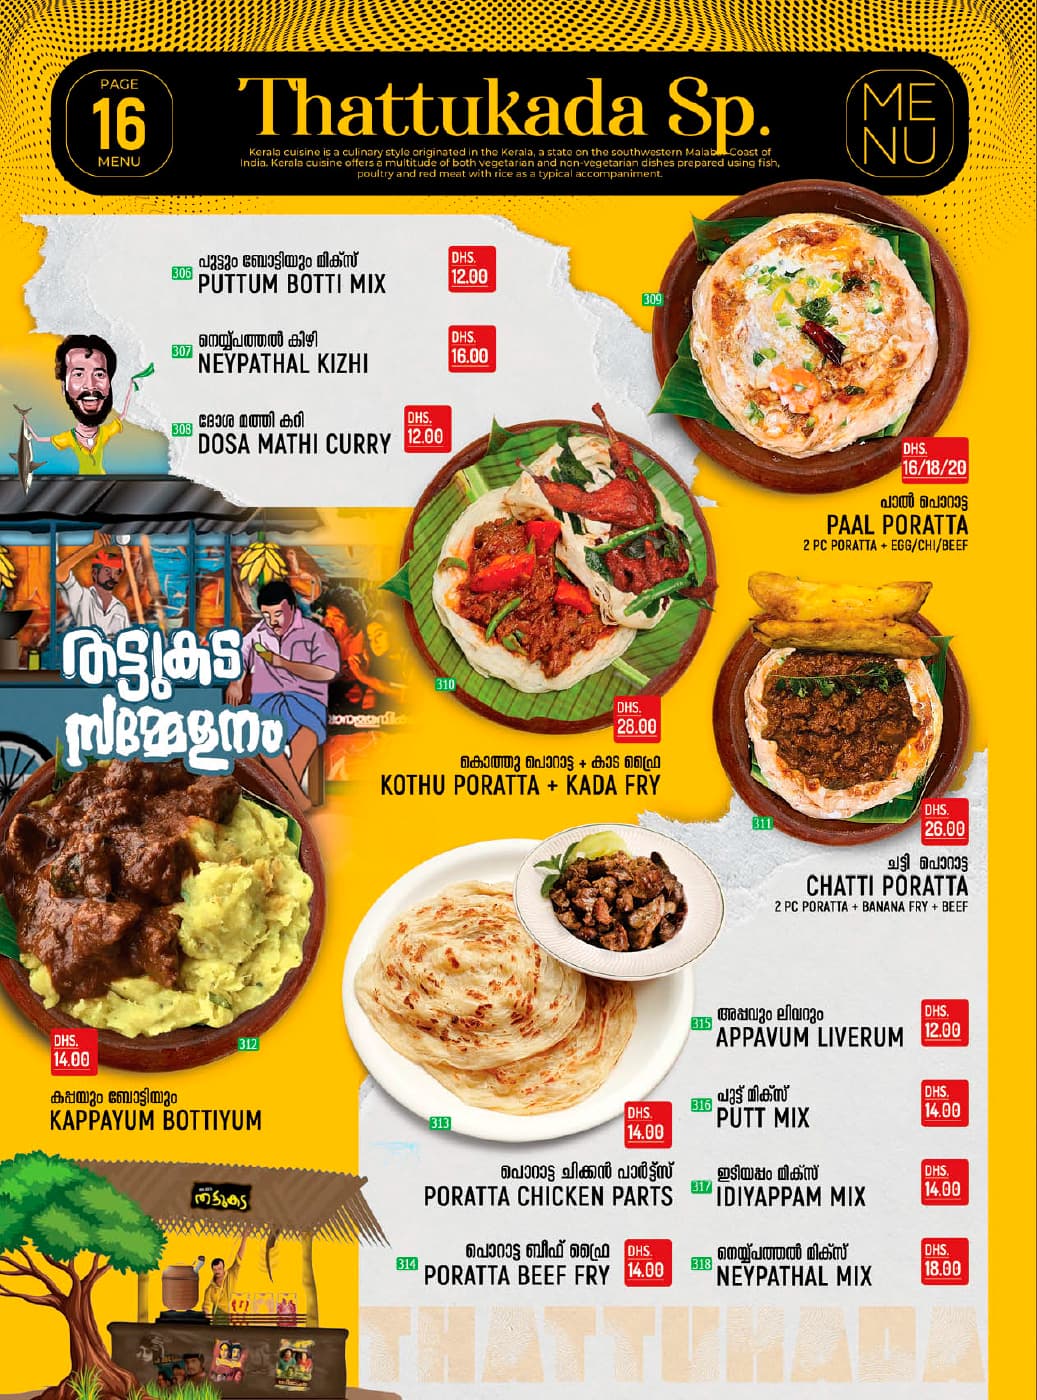 PAGE
16
MENU
Thattukada Sp.
Kerala cuisine is a culinary style originated in the Kerala, a state on the southwestern Malabar Coast of
India. Kerala cuisine offers a multitude of both vegetarian and non-vegetarian dishes prepared using fish,
poultry and red meat with rice as a typical accompaniment.
ME
NU
306
പുട്ടും ബോട്ടിയും മിക്സ്
PUTTUM BOTTI MIX
DHS.
12.00
307
നെയ്യ്പത്തൽ കിഴി
NEYPATHAL KIZHI
DHS.
16.00
308
ദോശ മത്തി കറി
DOSA MATHI CURRY
DHS.
12.00
309
DHS.
16/18/20
പാൽ പൊറാട്ട
PAAL PORATTA
2 PC PORATTA + EGG/CHI/BEEF
തട്ടുകട
സമ്മേളനം
310
DHS.
28.00
കൊത്തു പൊറാട്ട + കാട ഫ്രൈ
KOTHU PORATTA + KADA FRY
311
DHS.
26.00
ചട്ടി പൊറാട്ട
CHATTI PORATTA
2 PC PORATTA + BANANA FRY + BEEF
DHS.
14.00
312
കപ്പയും ബോട്ടിയും
KAPPAYUM BOTTIYUM
313
DHS.
14.00
പൊറാട്ട ചിക്കൻ പാർട്ട്സ്
PORATTA CHICKEN PARTS
314
പൊറാട്ട ബീഫ് ഫ്രൈ
PORATTA BEEF FRY
DHS.
14.00
315
അപ്പവും ലിവറും
APPAVUM LIVERUM
DHS.
12.00
316
പുട്ട് മിക്സ്
PUTT MIX
DHS.
14.00
317
ഇടിയപ്പം മിക്സ്
IDIYAPPAM MIX
DHS.
14.00
318
നെയ്യ്പത്തൽ മിക്സ്
NEYPATHAL MIX
DHS.
18.00
തട്ടുകട
THATTUKADA